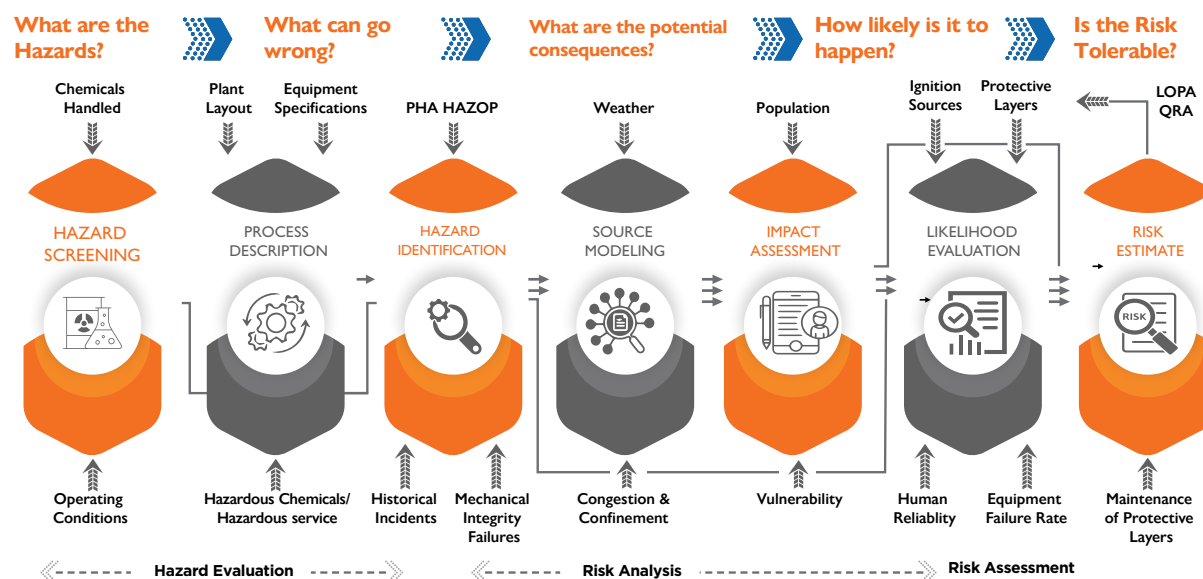 What are the
Hazards?
What can go
wrong?
What are the potential
consequences?
How likely is it to
happen?
Is the Risk
Tolerable?
Chemicals
Handled
Plant
Layout
Equipment
Specifications
PHA HAZOP
Weather
Population
Ignition
Sources
Protective
Layers
LOPA
QRA
HAZARD
SCREENING
PROCESS
DESCRIPTION
HAZARD
IDENTIFICATION
SOURCE
MODELING
IMPACT
ASSESSMENT
LIKELIHOOD
EVALUATION
RISK
ESTIMATE
RISK
Operating
Conditions
Hazardous Chemicals/
Hazardous service
Historical
Incidents
Mechanical
Integrity
Failures
Congestion &
Confinement
Vulnerability
Human
Reliablity
Equipment
Failure Rate
Maintenance
of Protective
Layers
Hazard Evaluation
Risk Analysis
Risk Assessment